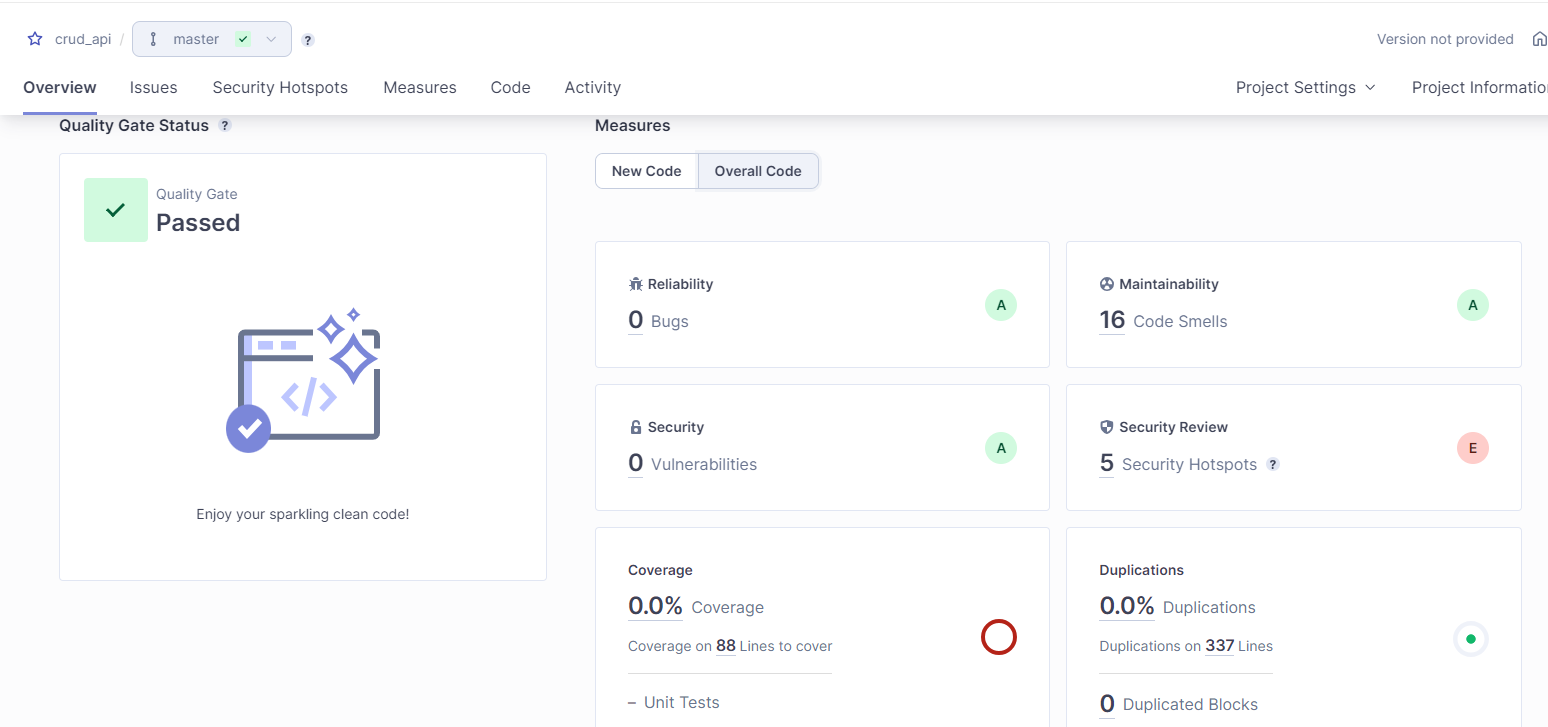 crud_api / master ?
Version not provided
Overview Issues Security Hotspots Measures Code Activity
Project Settings Project Informatio
Quality Gate Status ?
Quality Gate
Passed
Enjoy your sparkling clean code!
Measures
New Code Overall Code
Reliability
0 Bugs
A
Maintainability
16 Code Smells
A
Security
0 Vulnerabilities
A
Security Review
5 Security Hotspots ?
E
Coverage
0.0% Coverage
Coverage on 88 Lines to cover
– Unit Tests
Duplications
0.0% Duplications
Duplications on 337 Lines
0 Duplicated Blocks